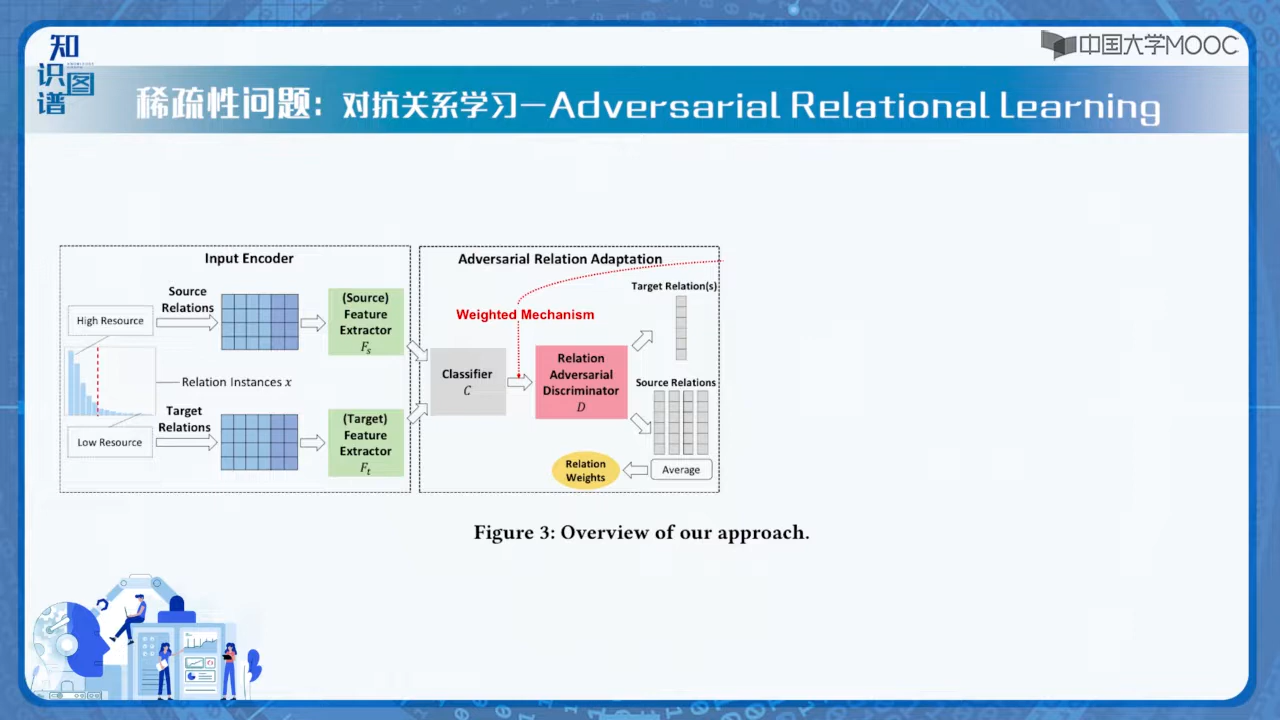 知识图谱
KNOWLEDGE GRAPH
中国大学MOOC
稀疏性问题：对抗关系学习—Adversarial Relational Learning
Input Encoder
Source
Relations
High Resource
(Source)
Feature
Extractor
Fₛ
Relation Instances x
Target
Relations
Low Resource
(Target)
Feature
Extractor
Fₜ
Adversarial Relation Adaptation
Target Relation(s)
Weighted Mechanism
Classifier
C
Relation
Adversarial
Discriminator
D
Source Relations
Relation
Weights
Average
Figure 3: Overview of our approach.